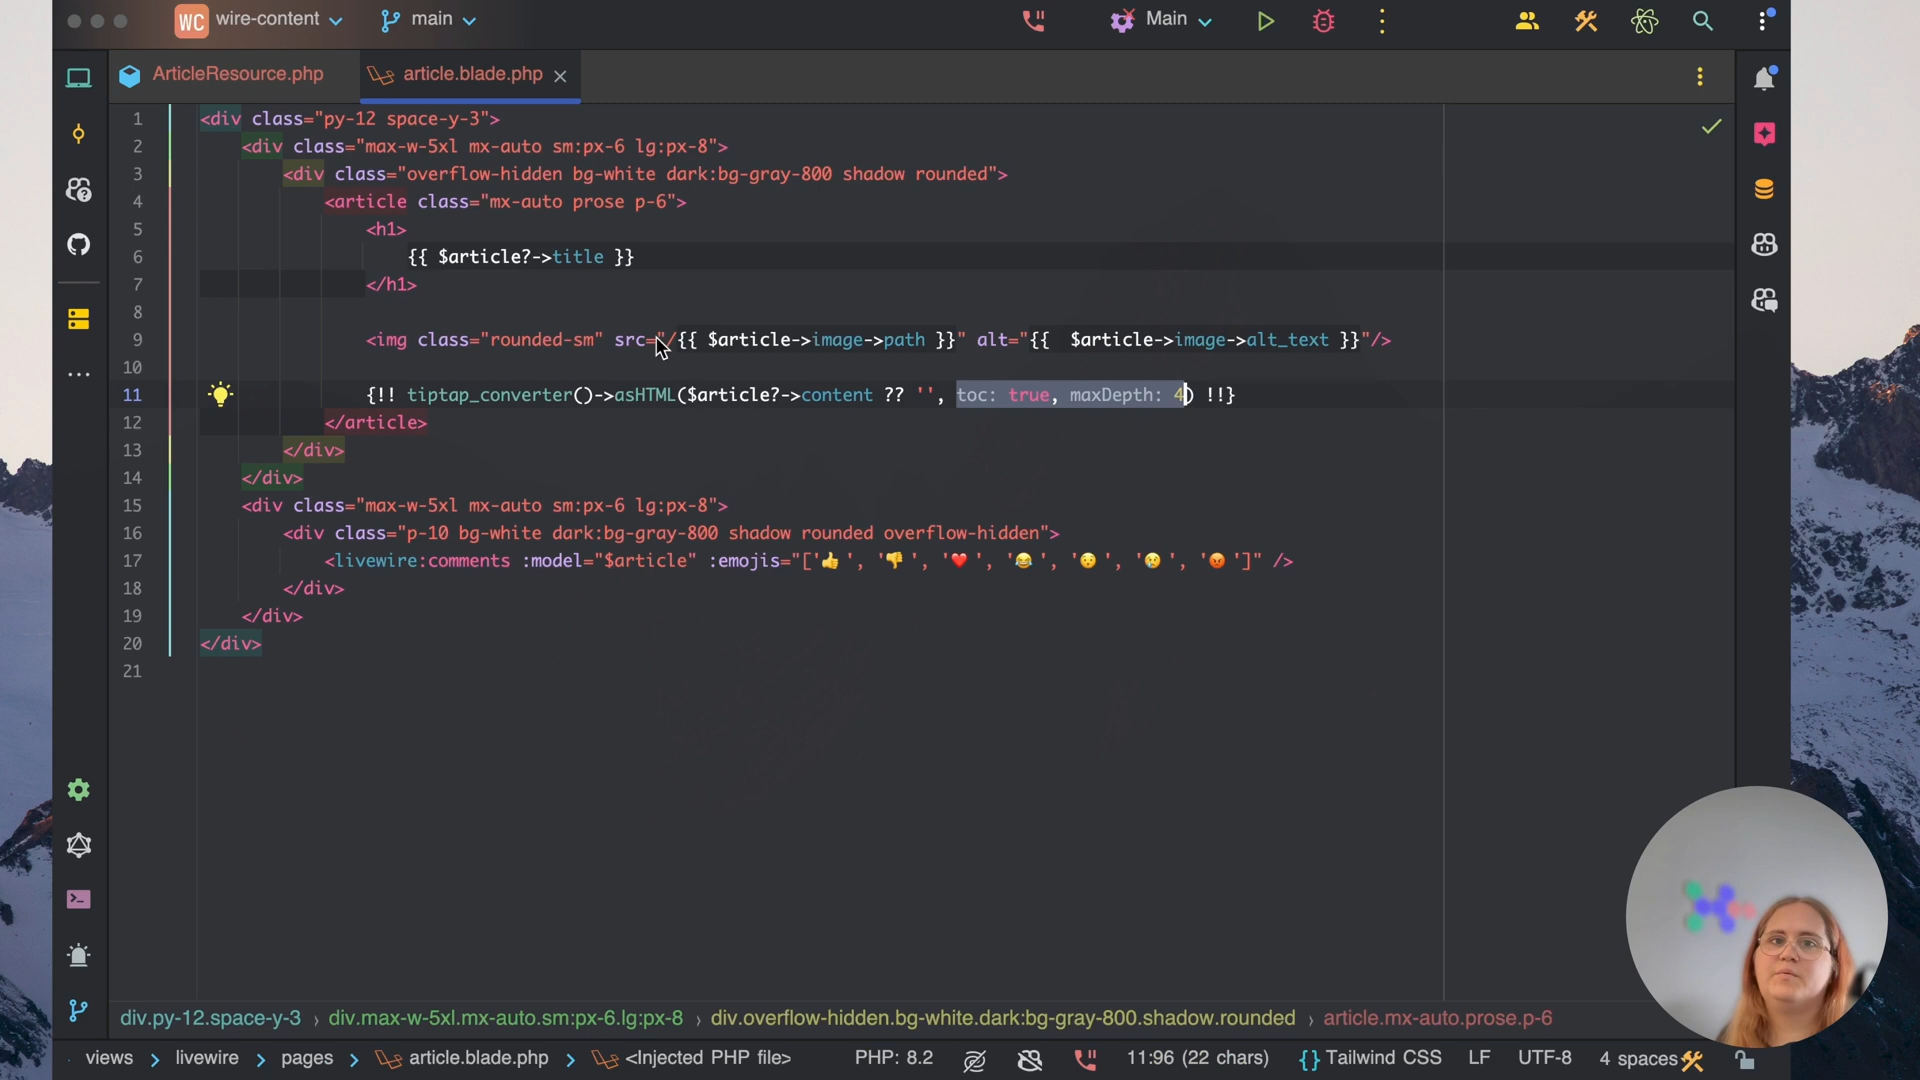 WC wire-content main Main
ArticleResource.php article.blade.php
1 <div class="py-12 space-y-3">
2 <div class="max-w-5xl mx-auto sm:px-6 lg:px-8">
3 <div class="overflow-hidden bg-white dark:bg-gray-800 shadow rounded">
4 <article class="mx-auto prose p-6">
5 <h1>
6 {{ $article?->title }}
7 </h1>
8
9 <img class="rounded-sm" src="/{{ $article->image->path }}" alt="{{  $article->image->alt_text }}"/>
10
11 {!! tiptap_converter()->asHTML($article?->content ?? '', toc: true, maxDepth: 4) !!}
12 </article>
13 </div>
14 </div>
15 <div class="max-w-5xl mx-auto sm:px-6 lg:px-8">
16 <div class="p-10 bg-white dark:bg-gray-800 shadow rounded overflow-hidden">
17 <livewire:comments :model="$article" :emojis="['👍', '👎', '❤️', '😂', '😯', '😢', '😡']" />
18 </div>
19 </div>
20 </div>
21
div.py-12.space-y-3 › div.max-w-5xl.mx-auto.sm:px-6.lg:px-8 › div.overflow-hidden.bg-white.dark:bg-gray-800.shadow.rounded › article.mx-auto.prose.p-6
views > livewire > pages > article.blade.php > <Injected PHP file> PHP: 8.2 11:96 (22 chars) {} Tailwind CSS LF UTF-8 4 spaces